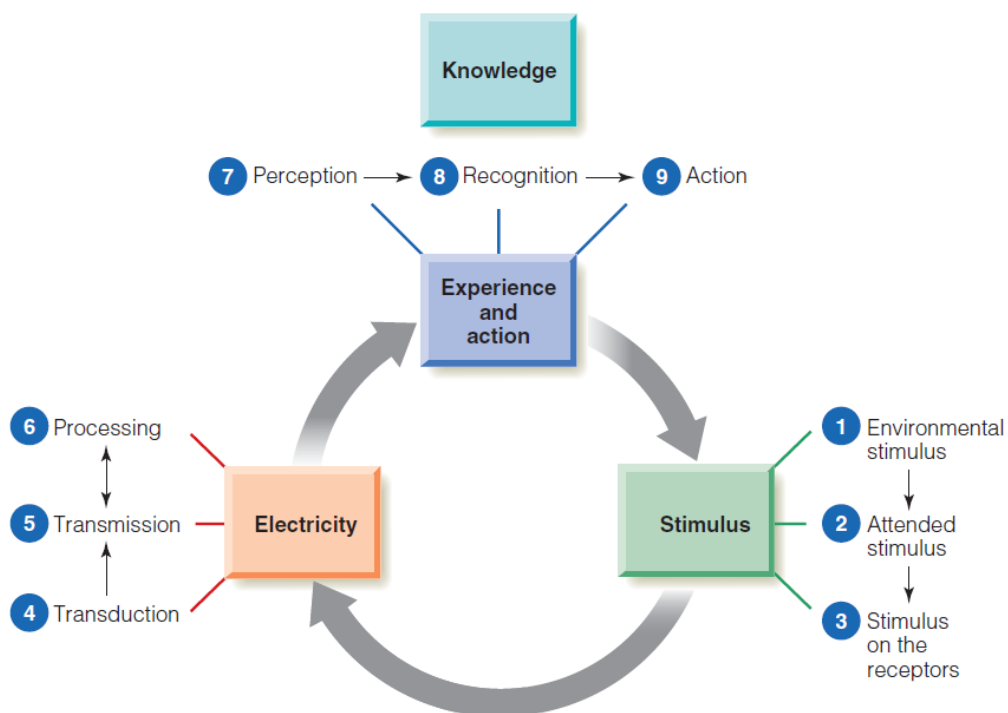 Knowledge
7 Perception 8 Recognition 9 Action
Experience
and
action
6 Processing
5 Transmission
4 Transduction
Electricity
Stimulus
1 Environmental
stimulus
2 Attended
stimulus
3 Stimulus
on the
receptors